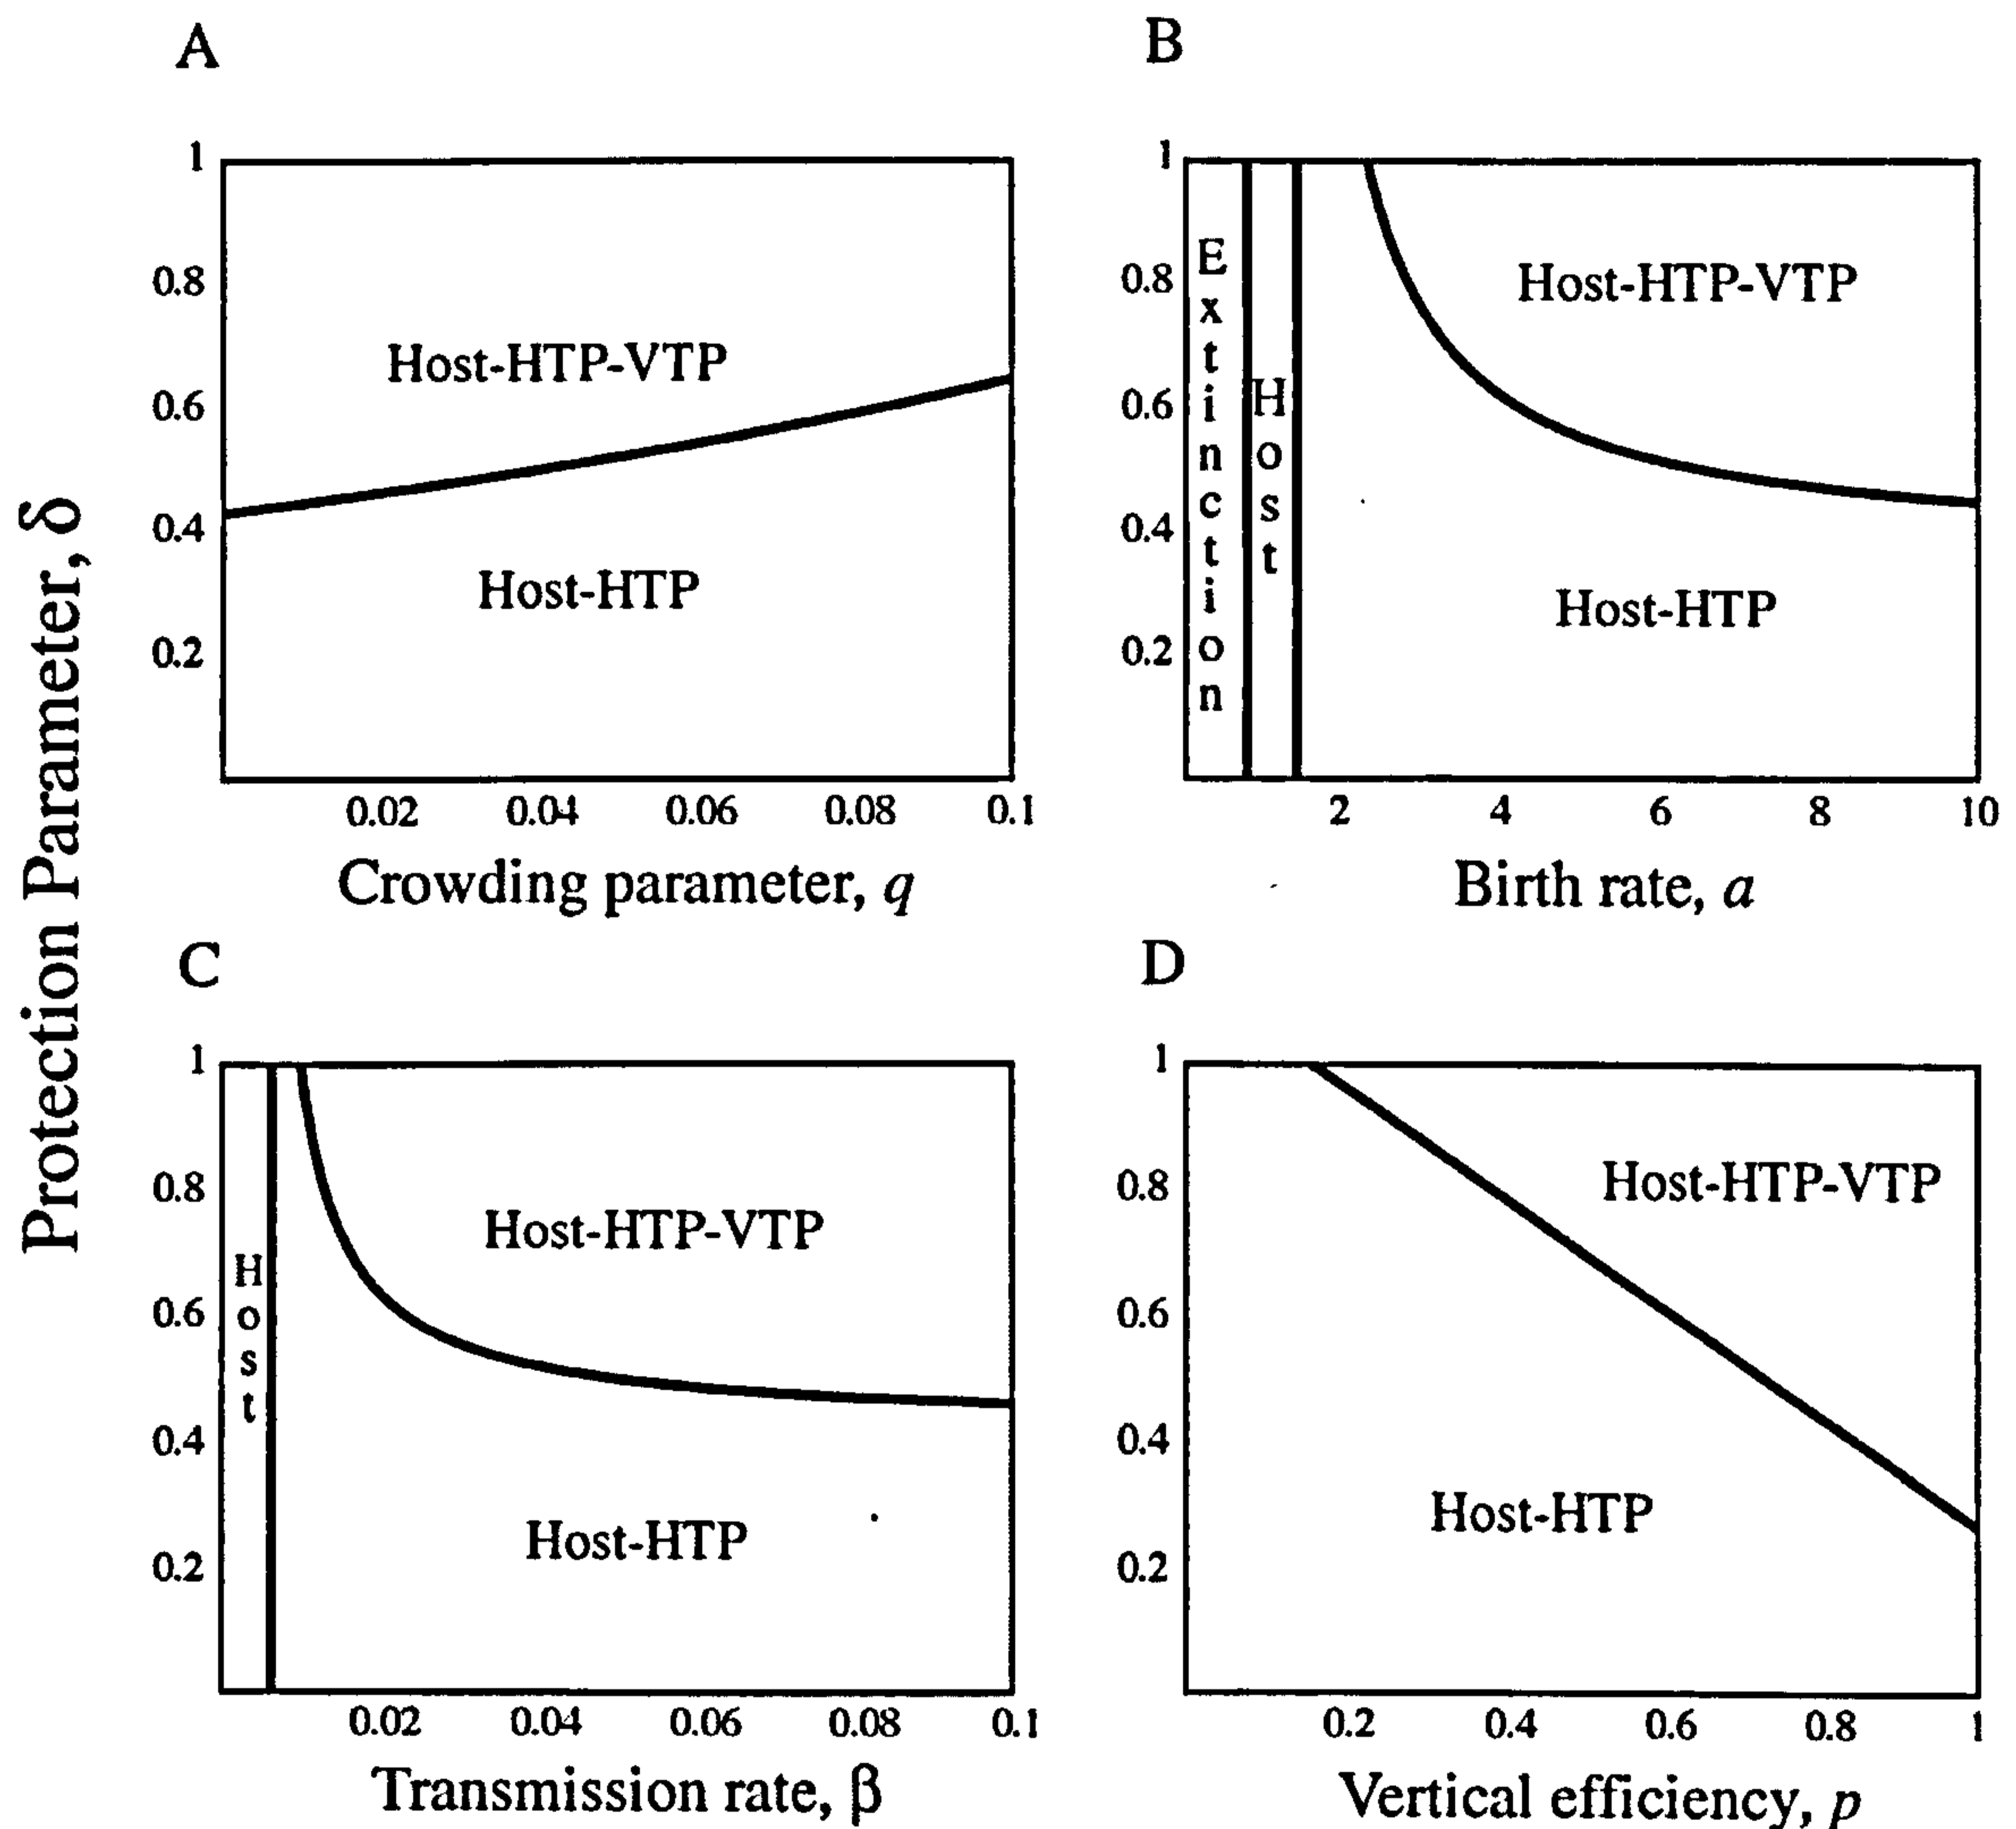 Protection Parameter, δ
A
1
0.8
0.6
0.4
0.2
Host-HTP-VTP
Host-HTP
0.02 0.04 0.06 0.08 0.1
Crowding parameter, q
B
1
0.8
0.6
0.4
0.2
Extinction
Host
Host-HTP-VTP
Host-HTP
2 4 6 8 10
Birth rate, a
C
1
0.8
0.6
0.4
0.2
Host
Host-HTP-VTP
Host-HTP
0.02 0.04 0.06 0.08 0.1
Transmission rate, β
D
1
0.8
0.6
0.4
0.2
Host-HTP-VTP
Host-HTP
0.2 0.4 0.6 0.8 1
Vertical efficiency, p